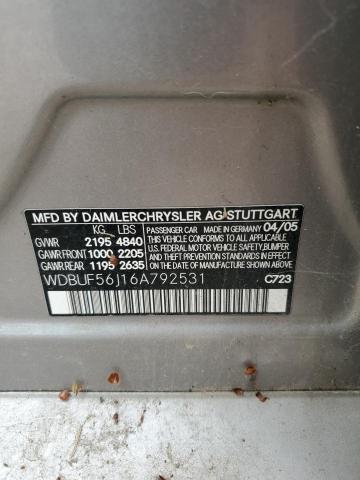 MFD BY DAIMLERCHRYSLER AG STUTTGART
KG LBS PASSENGER CAR MADE IN GERMANY 04/05
GVWR 2195 4840 THIS VEHICLE CONFORMS TO ALL APPLICABLE
GAWR FRONT 1000 2205 U.S. FEDERAL MOTOR VEHICLE SAFETY, BUMPER
GAWR REAR 1195 2635 AND THEFT PREVENTION STANDARDS IN EFFECT
ON THE DATE OF MANUFACTURE SHOWN ABOVE.
WDBUF56J16A792531 C723